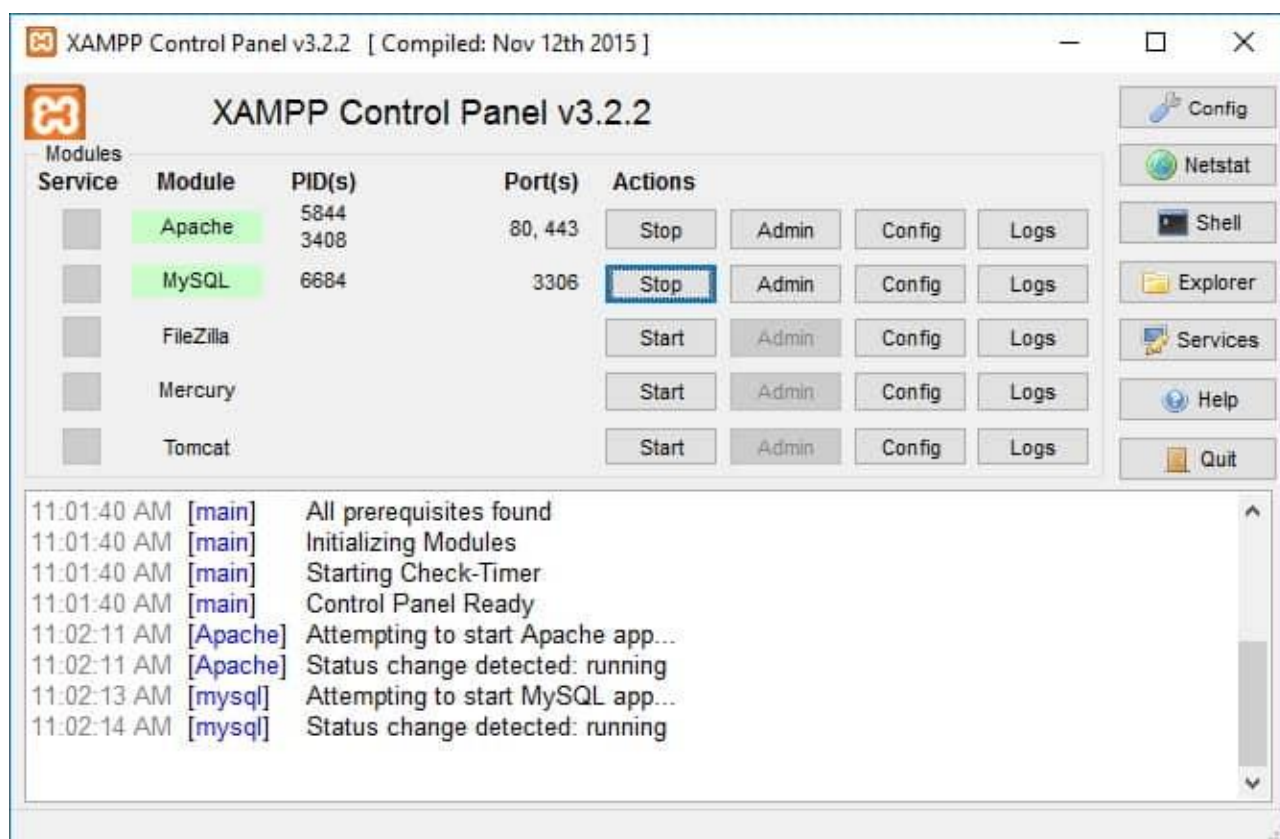 XAMPP Control Panel v3.2.2 [ Compiled: Nov 12th 2015 ]
XAMPP Control Panel v3.2.2
Config
Modules
Service Module PID(s) Port(s) Actions
Netstat
Apache 5844 3408 80, 443 Stop Admin Config Logs
Shell
MySQL 6684 3306 Stop Admin Config Logs
Explorer
FileZilla Start Admin Config Logs
Services
Mercury Start Admin Config Logs
Help
Tomcat Start Admin Config Logs
Quit
11:01:40 AM [main] All prerequisites found
11:01:40 AM [main] Initializing Modules
11:01:40 AM [main] Starting Check-Timer
11:01:40 AM [main] Control Panel Ready
11:02:11 AM [Apache] Attempting to start Apache app...
11:02:11 AM [Apache] Status change detected: running
11:02:13 AM [mysql] Attempting to start MySQL app...
11:02:14 AM [mysql] Status change detected: running